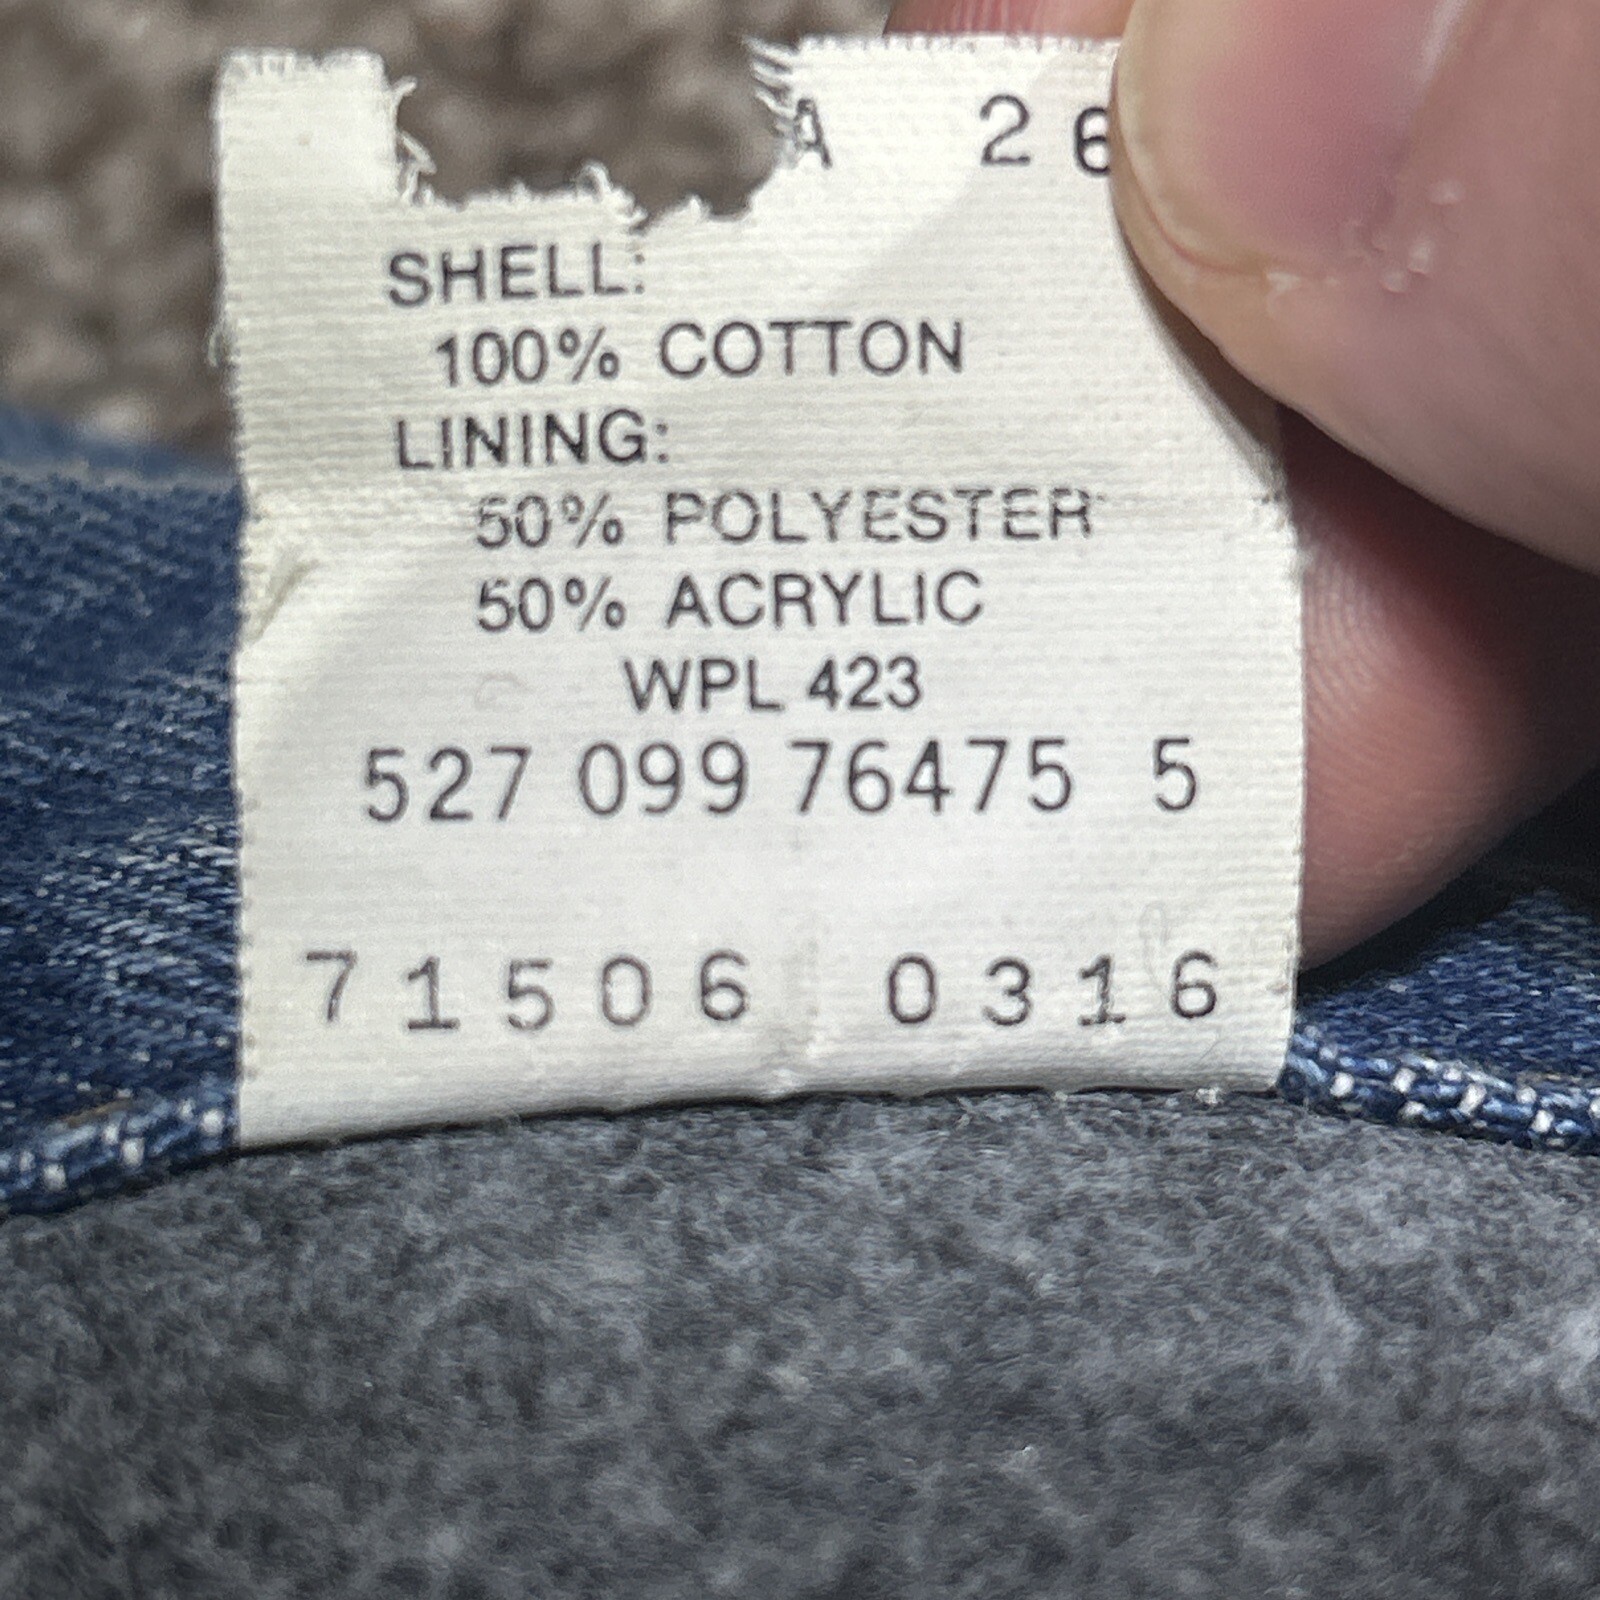 A 26
SHELL:
100% COTTON
LINING:
50% POLYESTER
50% ACRYLIC
WPL 423
527 099 76475 5
71506 0316